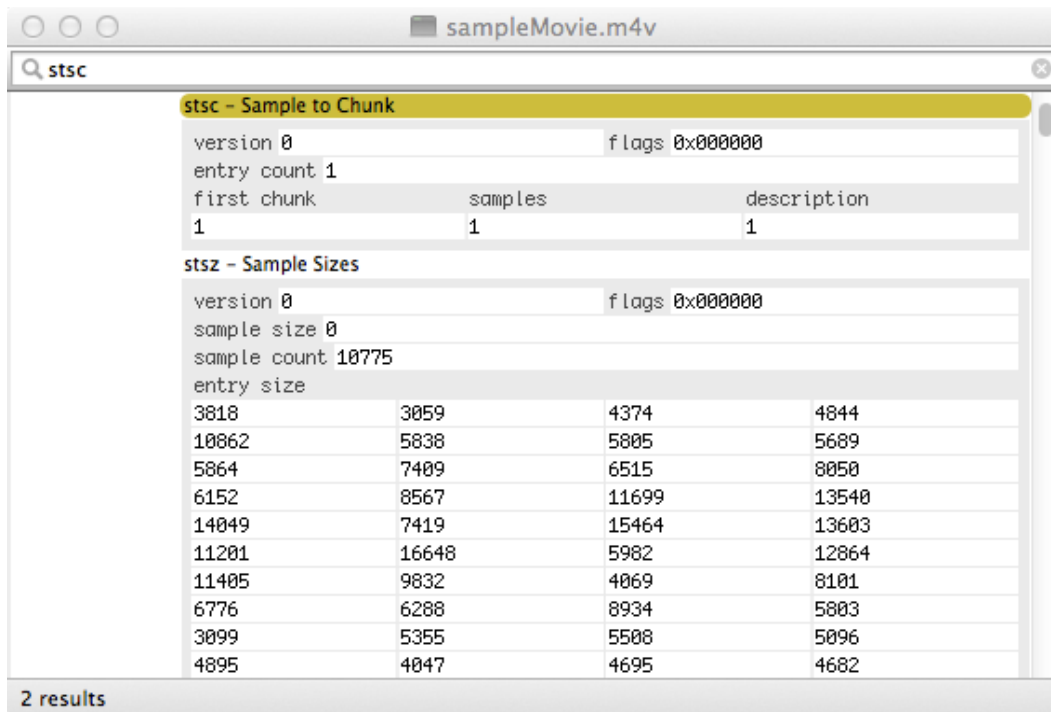 sampleMovie.m4v
stsc
stsc – Sample to Chunk
version 0 flags 0x000000
entry count 1
first chunk samples description
1 1 1
stsz – Sample Sizes
version 0 flags 0x000000
sample size 0
sample count 10775
entry size
3818 3059 4374 4844
10862 5838 5805 5689
5864 7409 6515 8050
6152 8567 11699 13540
14049 7419 15464 13603
11201 16648 5982 12864
11405 9832 4069 8101
6776 6288 8934 5803
3099 5355 5508 5096
4895 4047 4695 4682
2 results